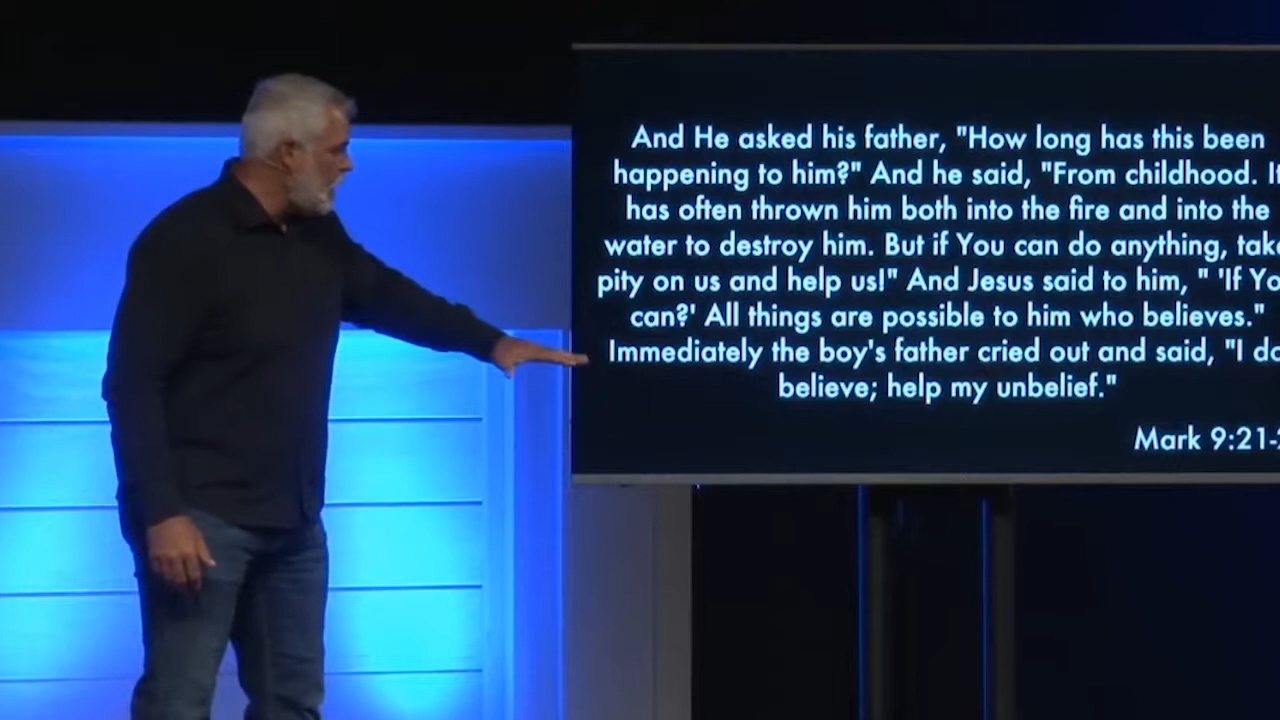 And He asked his father, "How long has this been
happening to him?" And he said, "From childhood. It
has often thrown him both into the fire and into the
water to destroy him. But if You can do anything, take
pity on us and help us!" And Jesus said to him, " 'If Yo
can?' All things are possible to him who believes."
Immediately the boy's father cried out and said, "I do
believe; help my unbelief."
Mark 9:21-